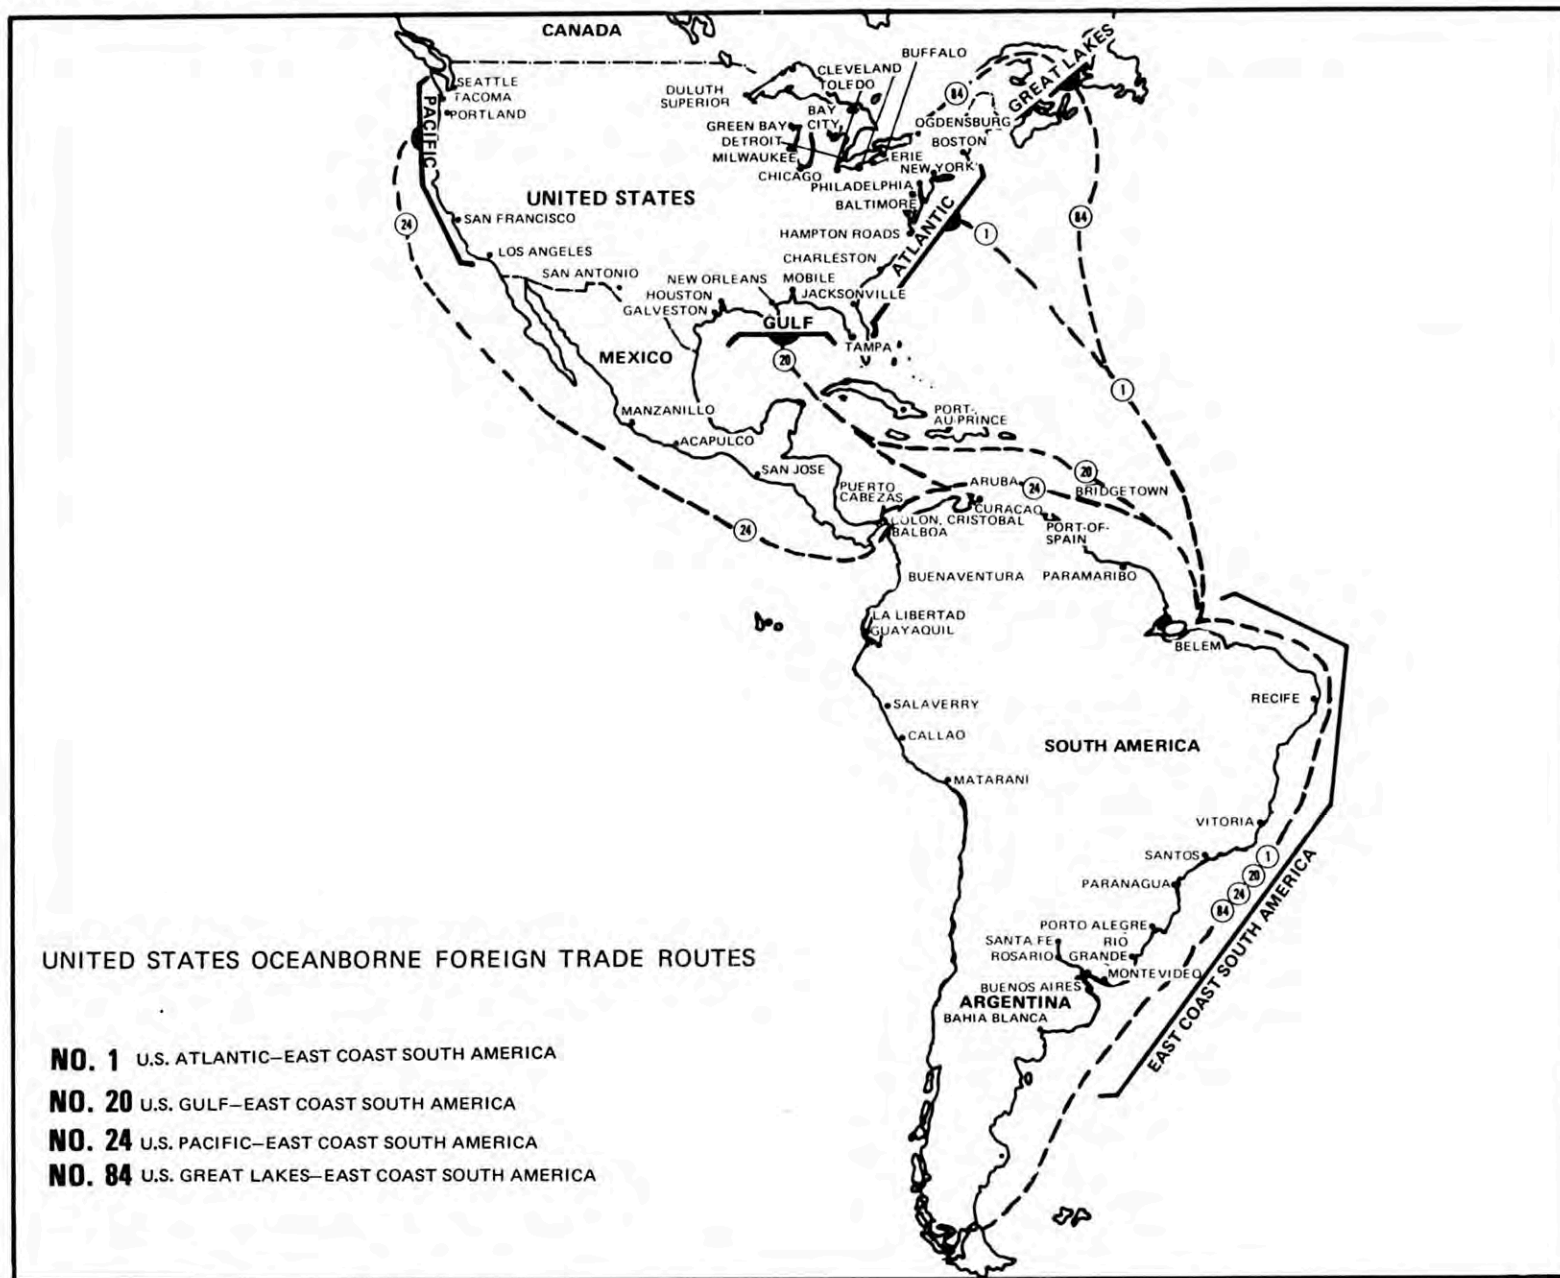 CANADA
BUFFALO
GREAT LAKES
CLEVELAND
TOLEDO
SEATTLE
TACOMA
PORTLAND
PACIFIC
DULUTH
SUPERIOR
84
BAY
CITY
OGDENSBURG
GREEN BAY
DETROIT
MILWAUKEE
BOSTON
ERIE
NEW YORK
CHICAGO
PHILADELPHIA
UNITED STATES
BALTIMORE
ATLANTIC
84
24
SAN FRANCISCO
HAMPTON ROADS
1
LOS ANGELES
CHARLESTON
SAN ANTONIO
NEW ORLEANS
MOBILE
HOUSTON
JACKSONVILLE
GALVESTON
GULF
TAMPA
MEXICO
20
1
MANZANILLO
PORT-
AU-PRINCE
ACAPULCO
SAN JOSE
20
PUERTO
CABEZAS
ARUBA
24
BRIDGETOWN
CURACAO
COLON, CRISTOBAL
BALBOA
PORT-OF-
SPAIN
24
BUENAVENTURA
PARAMARIBO
LA LIBERTAD
GUAYAQUIL
BELEM
SALAVERRY
RECIFE
CALLAO
SOUTH AMERICA
MATARANI
VITORIA
SANTOS
1
20
24
84
PARANAGUA
EAST COAST SOUTH AMERICA
PORTO ALEGRE
SANTA FE
RIO
GRANDE
ROSARIO
MONTEVIDEO
BUENOS AIRES
ARGENTINA
BAHIA BLANCA
UNITED STATES OCEANBORNE FOREIGN TRADE ROUTES
NO. 1 U.S. ATLANTIC—EAST COAST SOUTH AMERICA
NO. 20 U.S. GULF—EAST COAST SOUTH AMERICA
NO. 24 U.S. PACIFIC—EAST COAST SOUTH AMERICA
NO. 84 U.S. GREAT LAKES—EAST COAST SOUTH AMERICA